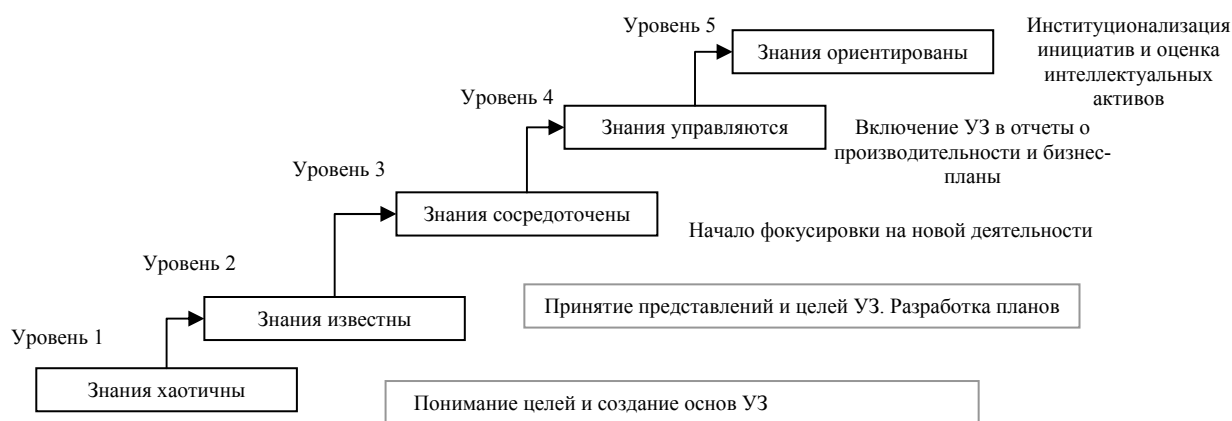 Уровень 5
Знания ориентированы
Институционализация
инициатив и оценка
интеллектуальных
активов
Уровень 4
Знания управляются
Включение УЗ в отчеты о
производительности и бизнес-
планы
Уровень 3
Знания сосредоточены
Начало фокусировки на новой деятельности
Уровень 2
Знания известны
Принятие представлений и целей УЗ. Разработка планов
Уровень 1
Знания хаотичны
Понимание целей и создание основ УЗ